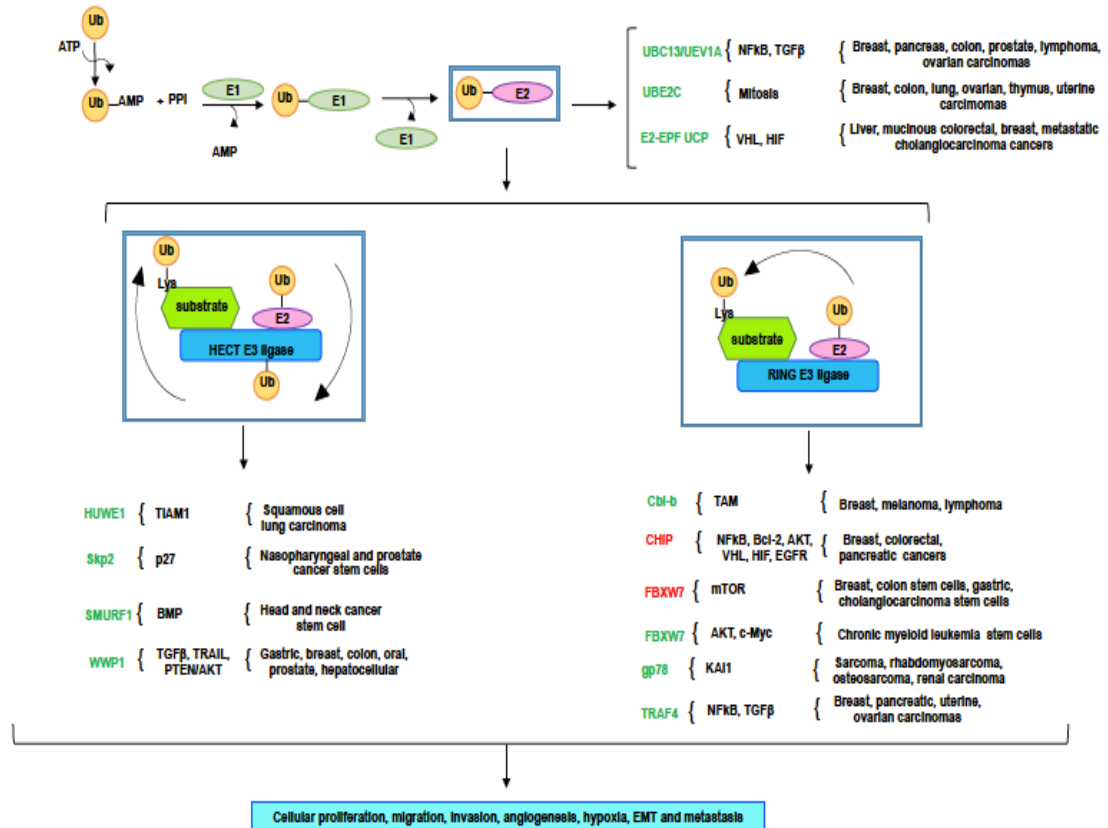 Ub
ATP
Ub AMP + PPI
E1
AMP
Ub E1
E1
Ub E2
UBC13/UEV1A { NFkB, TGFβ { Breast, pancreas, colon, prostate, lymphoma,
ovarian carcinomas
UBE2C { Mitosis { Breast, colon, lung, ovarian, thymus, uterine
carcimomas
E2-EPF UCP { VHL, HIF { Liver, mucinous colorectal, breast, metastatic
cholangiocarcinoma cancers
Ub
Lys
substrate
Ub
E2
HECT E3 ligase
Ub
Ub
Lys
substrate
Ub
E2
RING E3 ligase
HUWE1 { TIAM1 { Squamous cell
lung carcinoma
Skp2 { p27 { Nasopharyngeal and prostate
cancer stem cells
SMURF1 { BMP { Head and neck cancer
stem cell
WWP1 { TGFβ, TRAIL, { Gastric, breast, colon, oral,
PTEN/AKT prostate, hepatocellular
Cbl-b { TAM { Breast, melanoma, lymphoma
CHIP { NFkB, Bcl-2, AKT, { Breast, colorectal,
VHL, HIF, EGFR pancreatic cancers
FBXW7 { mTOR { Breast, colon stem cells, gastric,
cholangiocarcinoma stem cells
FBXW7 { AKT, c-Myc { Chronic myeloid leukemia stem cells
gp78 { KAI1 { Sarcoma, rhabdomyosarcoma,
osteosarcoma, renal carcinoma
TRAF4 { NFkB, TGFβ { Breast, pancreatic, uterine,
ovarian carcinomas
Cellular proliferation, migration, invasion, angiogenesis, hypoxia, EMT and metastasis